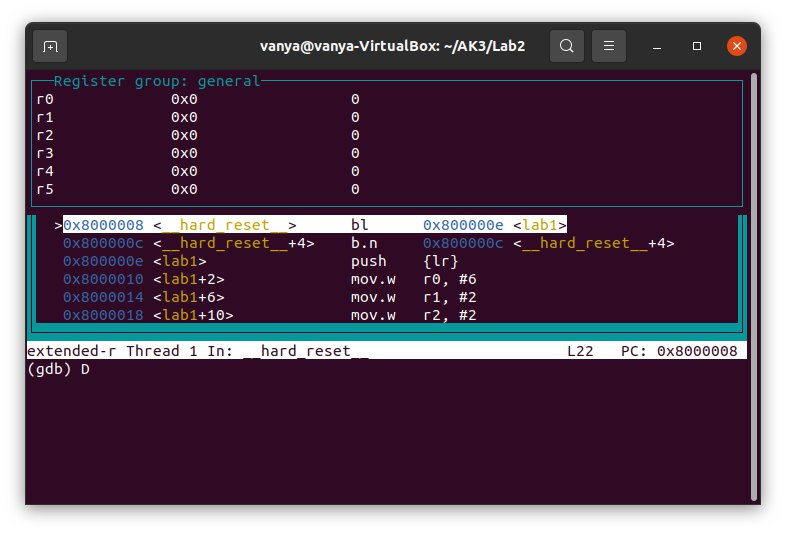 vanya@vanya-VirtualBox: ~/AK3/Lab2
Register group: general
r0 0x0 0
r1 0x0 0
r2 0x0 0
r3 0x0 0
r4 0x0 0
r5 0x0 0
>0x8000008 <__hard_reset__> bl 0x800000e <lab1>
0x800000c <__hard_reset__+4> b.n 0x800000c <__hard_reset__+4>
0x800000e <lab1> push {lr}
0x8000010 <lab1+2> mov.w r0, #6
0x8000014 <lab1+6> mov.w r1, #2
0x8000018 <lab1+10> mov.w r2, #2
extended-r Thread 1 In: __hard_reset__ L22 PC: 0x8000008
(gdb) D